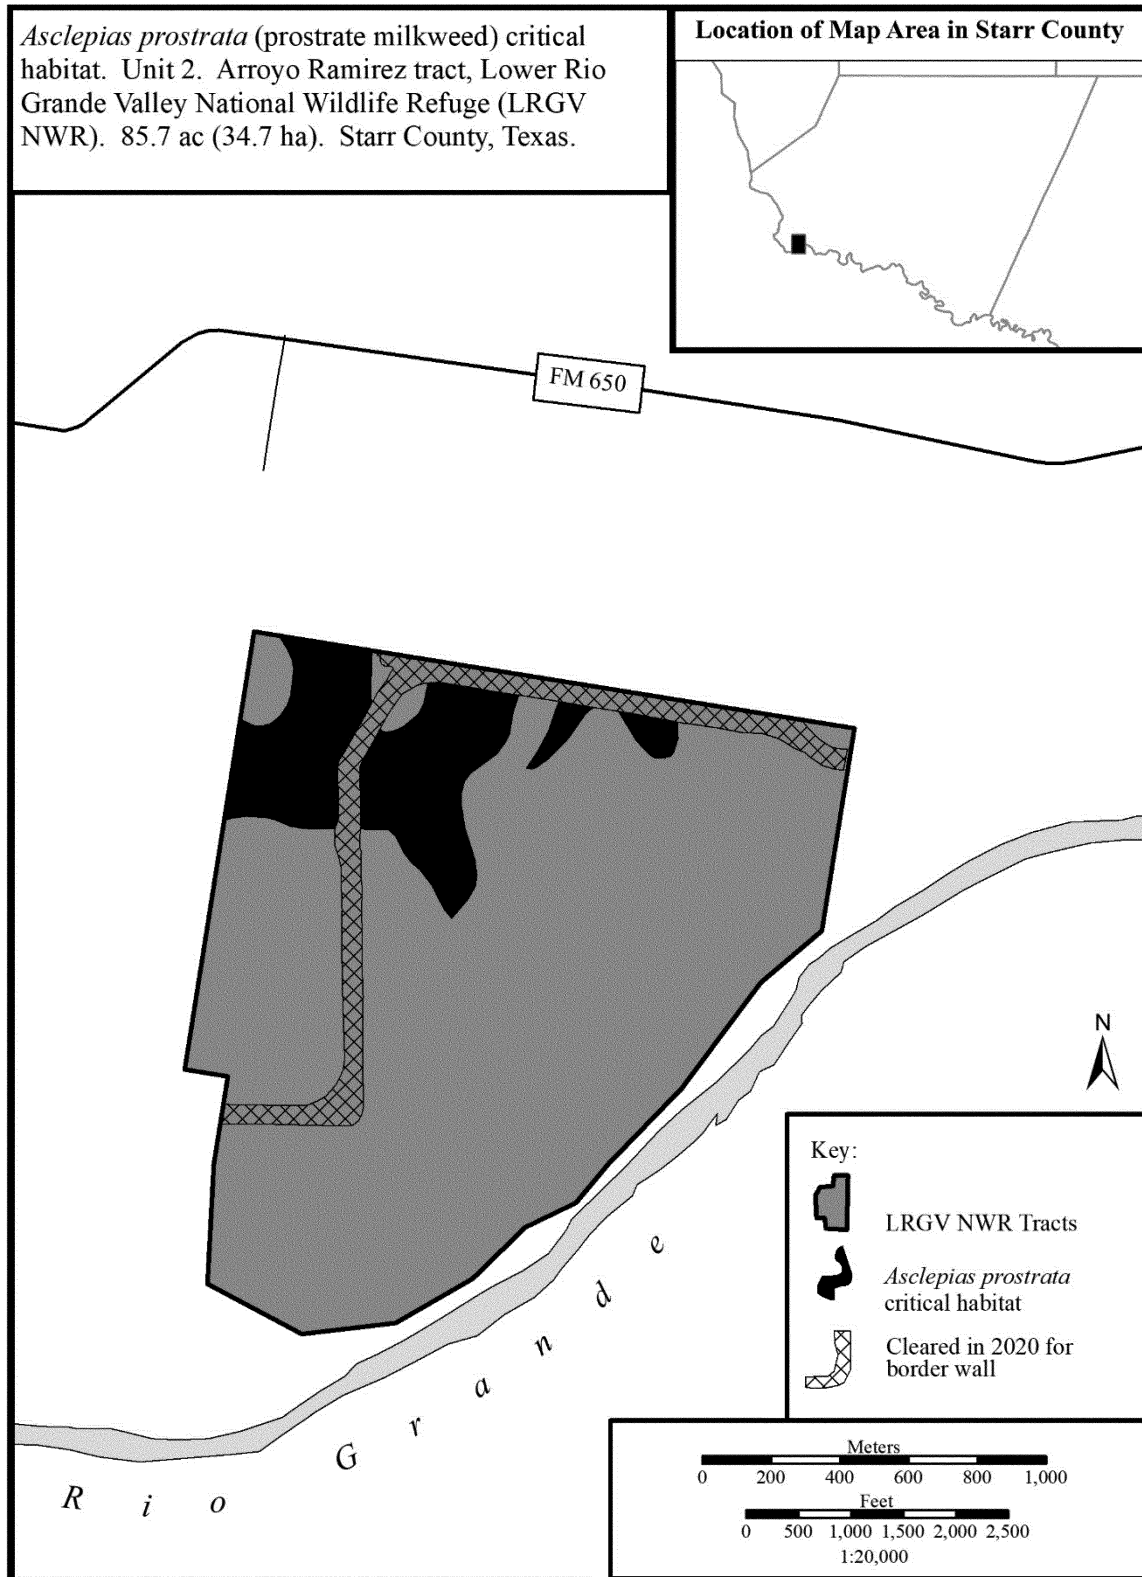 Asclepias prostrata (prostrate milkweed) critical
habitat. Unit 2. Arroyo Ramirez tract, Lower Rio
Grande Valley National Wildlife Refuge (LRGV
NWR). 85.7 ac (34.7 ha). Starr County, Texas.
Location of Map Area in Starr County
FM 650
N
Key:
LRGV NWR Tracts
Asclepias prostrata
critical habitat
Cleared in 2020 for
border wall
Rio Grande
Meters
0 200 400 600 800 1,000
Feet
0 500 1,000 1,500 2,000 2,500
1:20,000